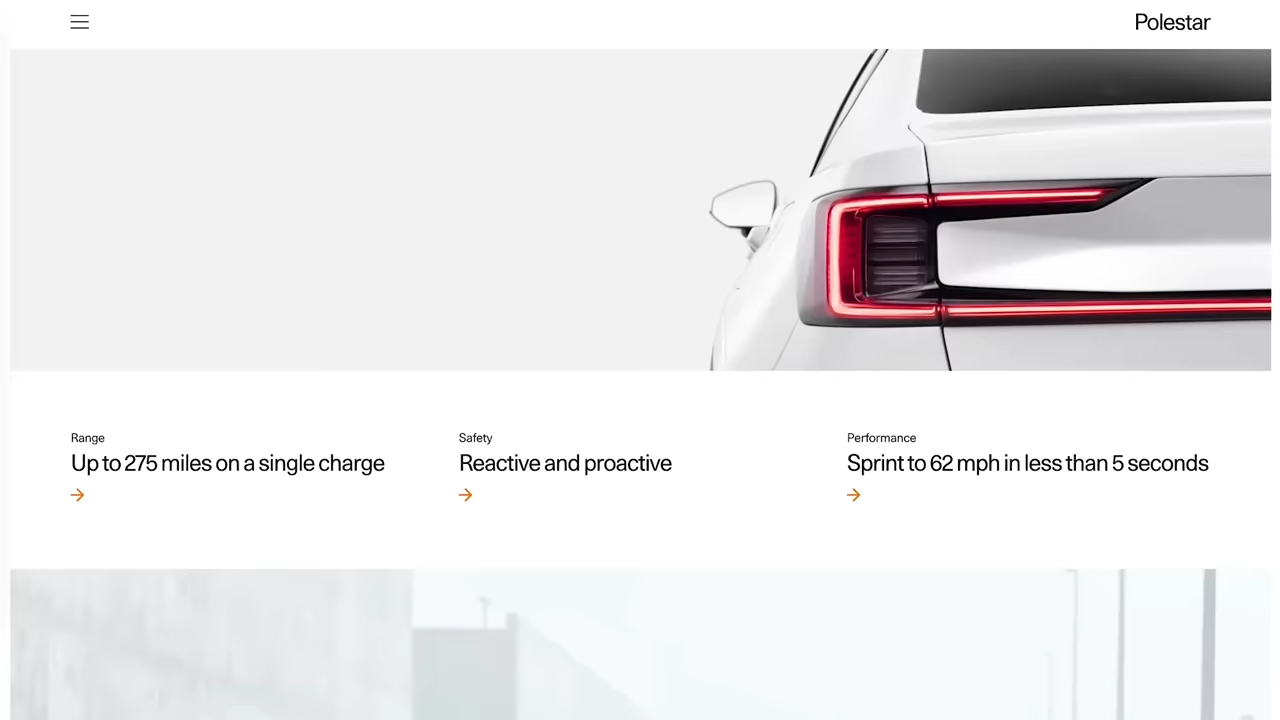 Polestar
Range
Up to 275 miles on a single charge
Safety
Reactive and proactive
Performance
Sprint to 62 mph in less than 5 seconds